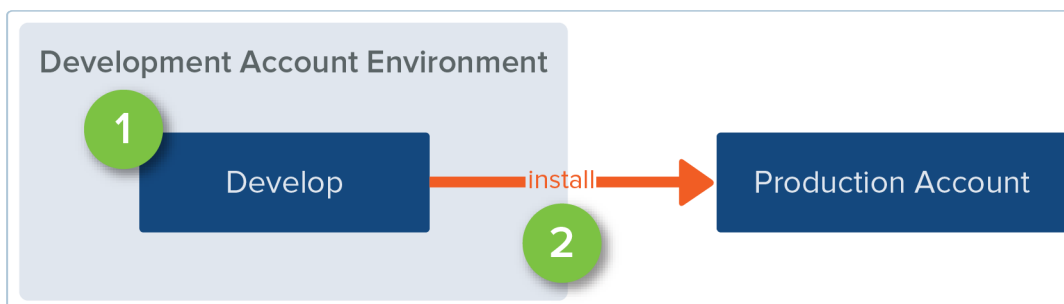 Development Account Environment
1
Develop
install
Production Account
2